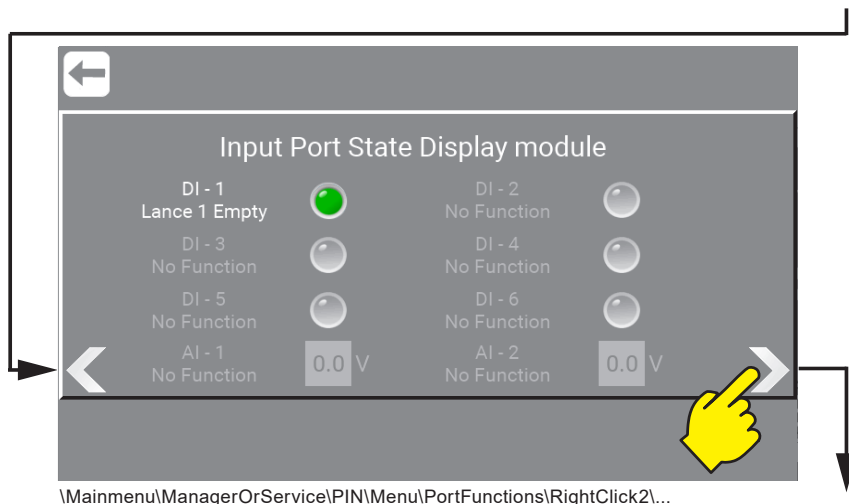 Input Port State Display module
DI - 1
Lance 1 Empty
DI - 2
No Function
DI - 3
No Function
DI - 4
No Function
DI - 5
No Function
DI - 6
No Function
AI - 1
No Function
0.0 V
AI - 2
No Function
0.0 V
\Mainmenu\ManagerOrService\PIN\Menu\PortFunctions\RightClick2\...